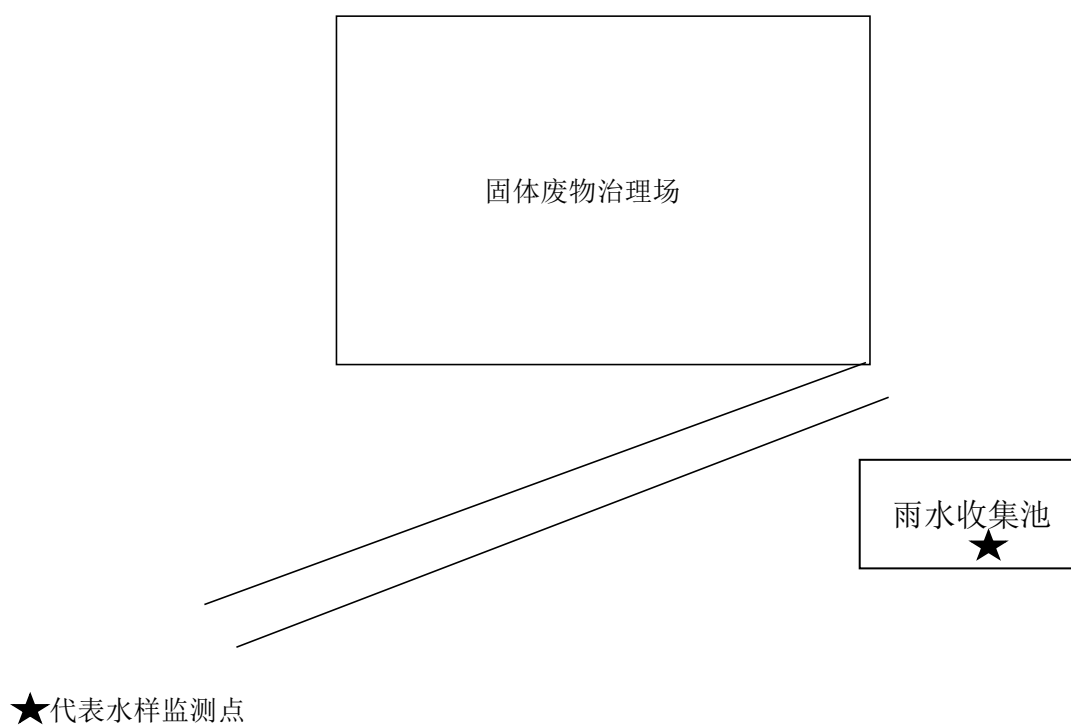 固体废物治理场
雨水收集池
★代表水样监测点